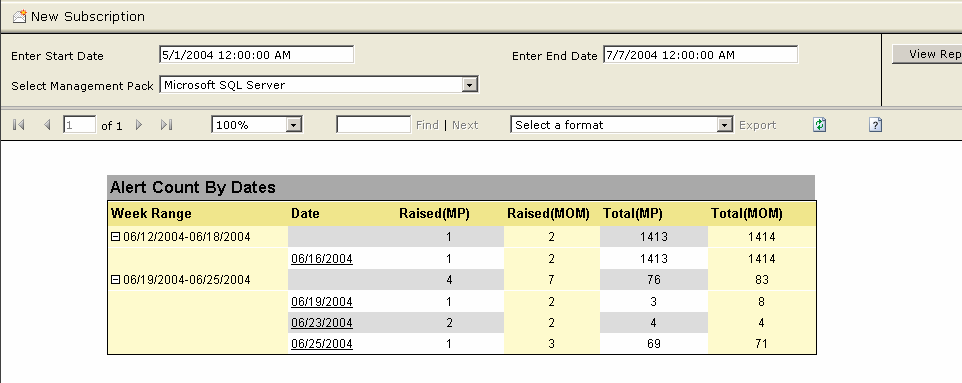 New Subscription
Enter Start Date 5/1/2004 12:00:00 AM Enter End Date 7/7/2004 12:00:00 AM View Rep
Select Management Pack Microsoft SQL Server
1 of 1 100% Find | Next Select a format Export ?
Alert Count By Dates
Week Range Date Raised(MP) Raised(MOM) Total(MP) Total(MOM)
06/12/2004-06/18/2004 1 2 1413 1414
06/16/2004 1 2 1413 1414
06/19/2004-06/25/2004 4 7 76 83
06/19/2004 1 2 3 8
06/23/2004 2 2 4 4
06/25/2004 1 3 69 71